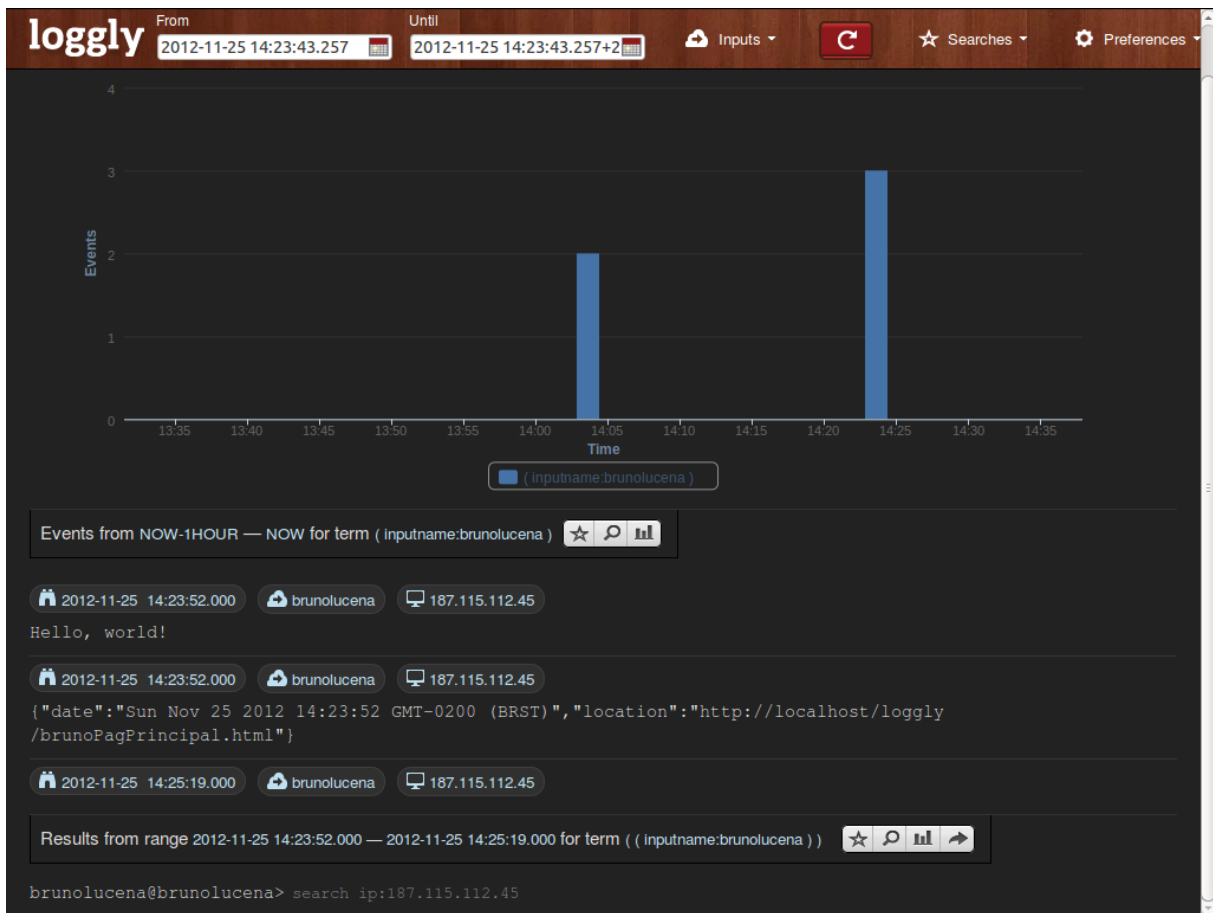 loggly
From
2012-11-25 14:23:43.257
Until
2012-11-25 14:23:43.257+2
Inputs
Searches
Preferences
4
3
2
1
0
Events
13:35 13:40 13:45 13:50 13:55 14:00 14:05 14:10 14:15 14:20 14:25 14:30 14:35
Time
( inputname:brunolucena )
Events from NOW-1HOUR — NOW for term ( inputname:brunolucena )
2012-11-25 14:23:52.000 brunolucena 187.115.112.45
Hello, world!
2012-11-25 14:23:52.000 brunolucena 187.115.112.45
{"date":"Sun Nov 25 2012 14:23:52 GMT-0200 (BRST)","location":"http://localhost/loggly
/brunoPagPrincipal.html"}
2012-11-25 14:25:19.000 brunolucena 187.115.112.45
Results from range 2012-11-25 14:23:52.000 — 2012-11-25 14:25:19.000 for term ( ( inputname:brunolucena ) )
brunolucena@brunolucena> search ip:187.115.112.45